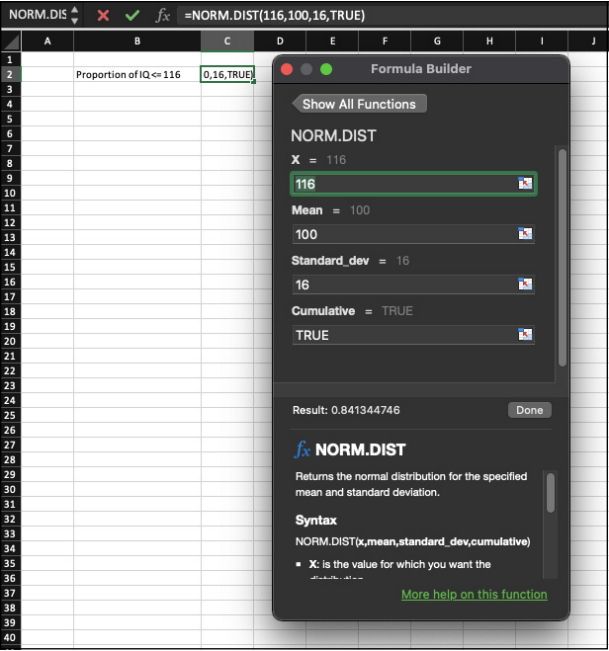 NORM.DIS fx =NORM.DIST(116,100,16,TRUE)
A B C D E F G H I J
1
2 Proportion of IQ <= 116 0,16,TRUE)
3
4
5
6
7
8
9
10
11
12
13
14
15
16
17
18
19
20
21
22
23
24
25
26
27
28
29
30
31
32
33
34
35
36
37
38
39
40
Formula Builder
Show All Functions
NORM.DIST
X = 116
116
Mean = 100
100
Standard_dev = 16
16
Cumulative = TRUE
TRUE
Result: 0.841344746
Done
fx NORM.DIST
Returns the normal distribution for the specified
mean and standard deviation.
Syntax
NORM.DIST(x,mean,standard_dev,cumulative)
▪ X: is the value for which you want the
More help on this function